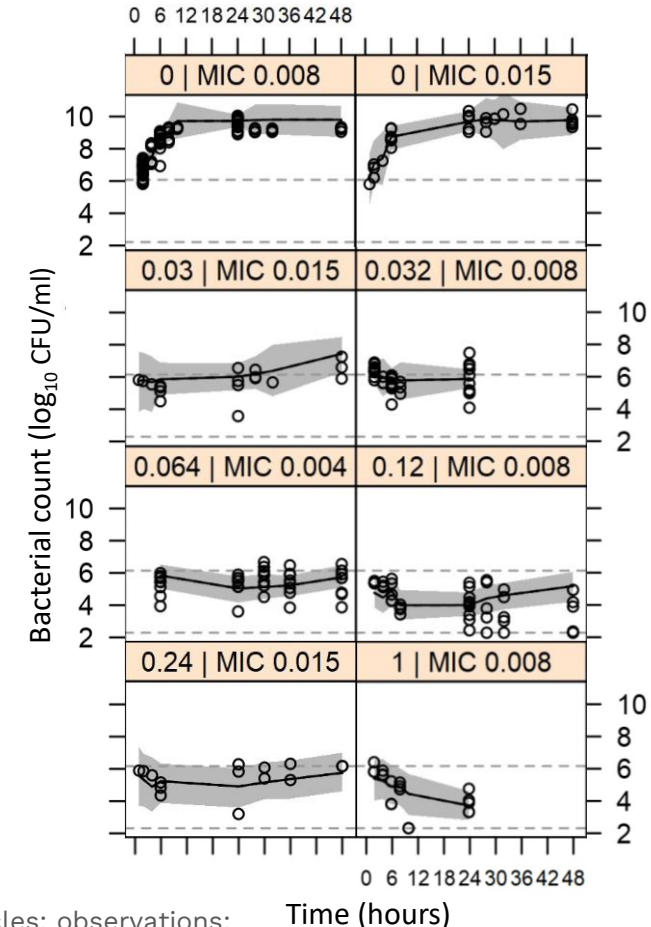 0 6 12 18 24 30 36 42 48
0 | MIC 0.008 0 | MIC 0.015
10
8
6
4
2
0.03 | MIC 0.015 0.032 | MIC 0.008
10
8
6
4
2
0.064 | MIC 0.004 0.12 | MIC 0.008
10
8
6
4
2
0.24 | MIC 0.015 1 | MIC 0.008
10
8
6
4
2
0 6 12 18 24 30 36 42 48
Bacterial count (log₁₀ CFU/ml)
Time (hours)
cles: observations;